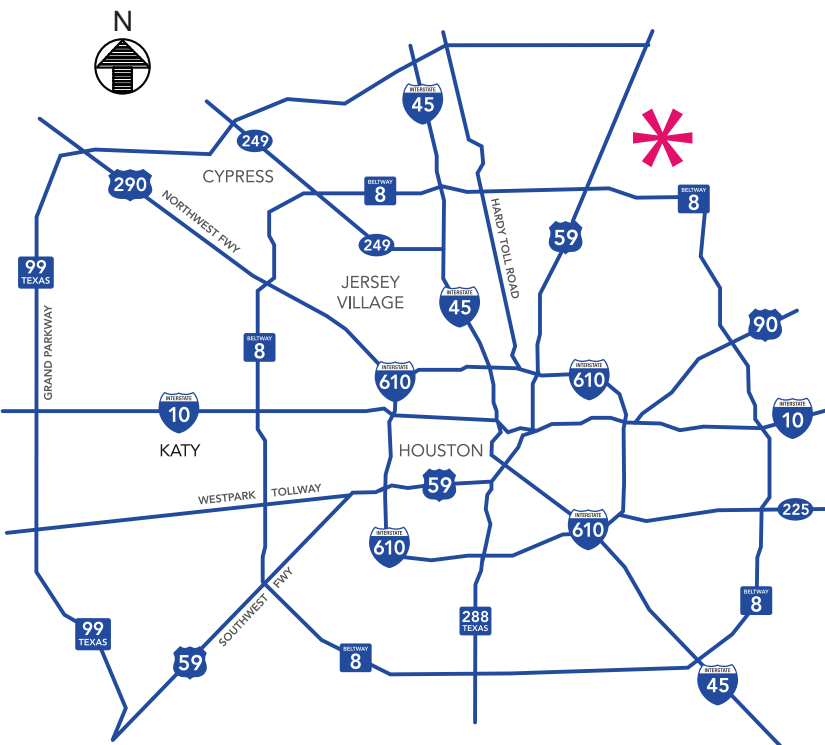 N
INTERSTATE
45
249
CYPRESS
290
NORTHWEST FWY
BELTWAY
8
BELTWAY
8
HARDY TOLL ROAD
59
249
99
TEXAS
JERSEY
VILLAGE
INTERSTATE
45
90
GRAND PARKWAY
BELTWAY
8
INTERSTATE
610
INTERSTATE
610
INTERSTATE
10
INTERSTATE
10
KATY
HOUSTON
59
WESTPARK TOLLWAY
225
INTERSTATE
610
INTERSTATE
610
SOUTHWEST FWY
BELTWAY
8
288
TEXAS
99
TEXAS
59
BELTWAY
8
INTERSTATE
45